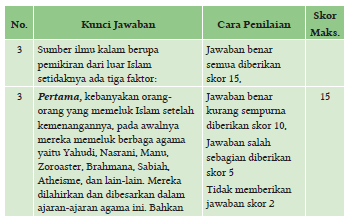 No. Kunci Jawaban Cara Penilaian Skor Maks.
3 Sumber ilmu kalam berupa
pemikiran dari luar Islam
setidaknya ada tiga faktor:
Jawaban benar
semua diberikan
skor 15,
3 Pertama, kebanyakan orang-
orang yang memeluk Islam setelah
kemenangannya, pada awalnya
mereka memeluk berbaga agama
yaitu Yahudi, Nasrani, Manu,
Zoroaster, Brahmana, Sabiah,
Atheisme, dan lain-lain. Mereka
dilahirkan dan dibesarkan dalam
ajaran-ajaran agama ini. Bahkan
Jawaban benar
kurang sempurna
diberikan skor 10,
Jawaban salah
sebagian diberikan
skor 5
Tidak memberikan
jawaban skor 2
15